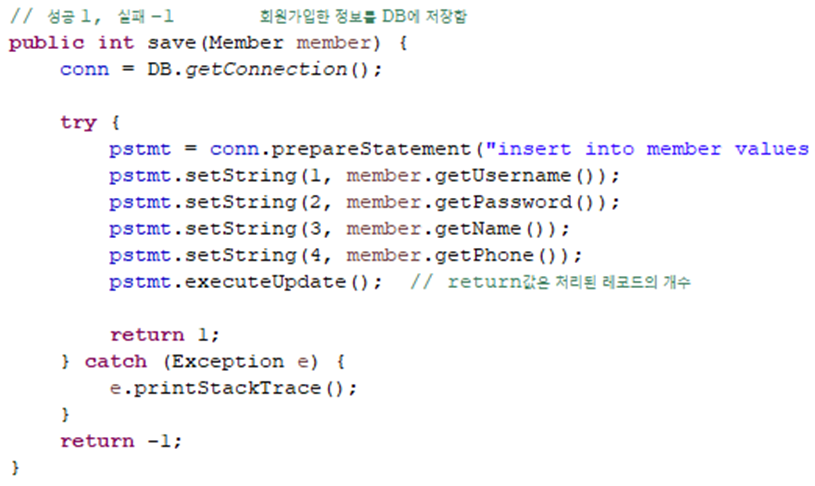 // 성공 1, 실패 -1 회원가입한 정보를 DB에 저장함
public int save(Member member) {
conn = DB.getConnection();
try {
pstmt = conn.prepareStatement("insert into member values
pstmt.setString(1, member.getUsername());
pstmt.setString(2, member.getPassword());
pstmt.setString(3, member.getName());
pstmt.setString(4, member.getPhone());
pstmt.executeUpdate(); // return값은 처리된 레코드의 개수
return 1;
} catch (Exception e) {
e.printStackTrace();
}
return -1;
}